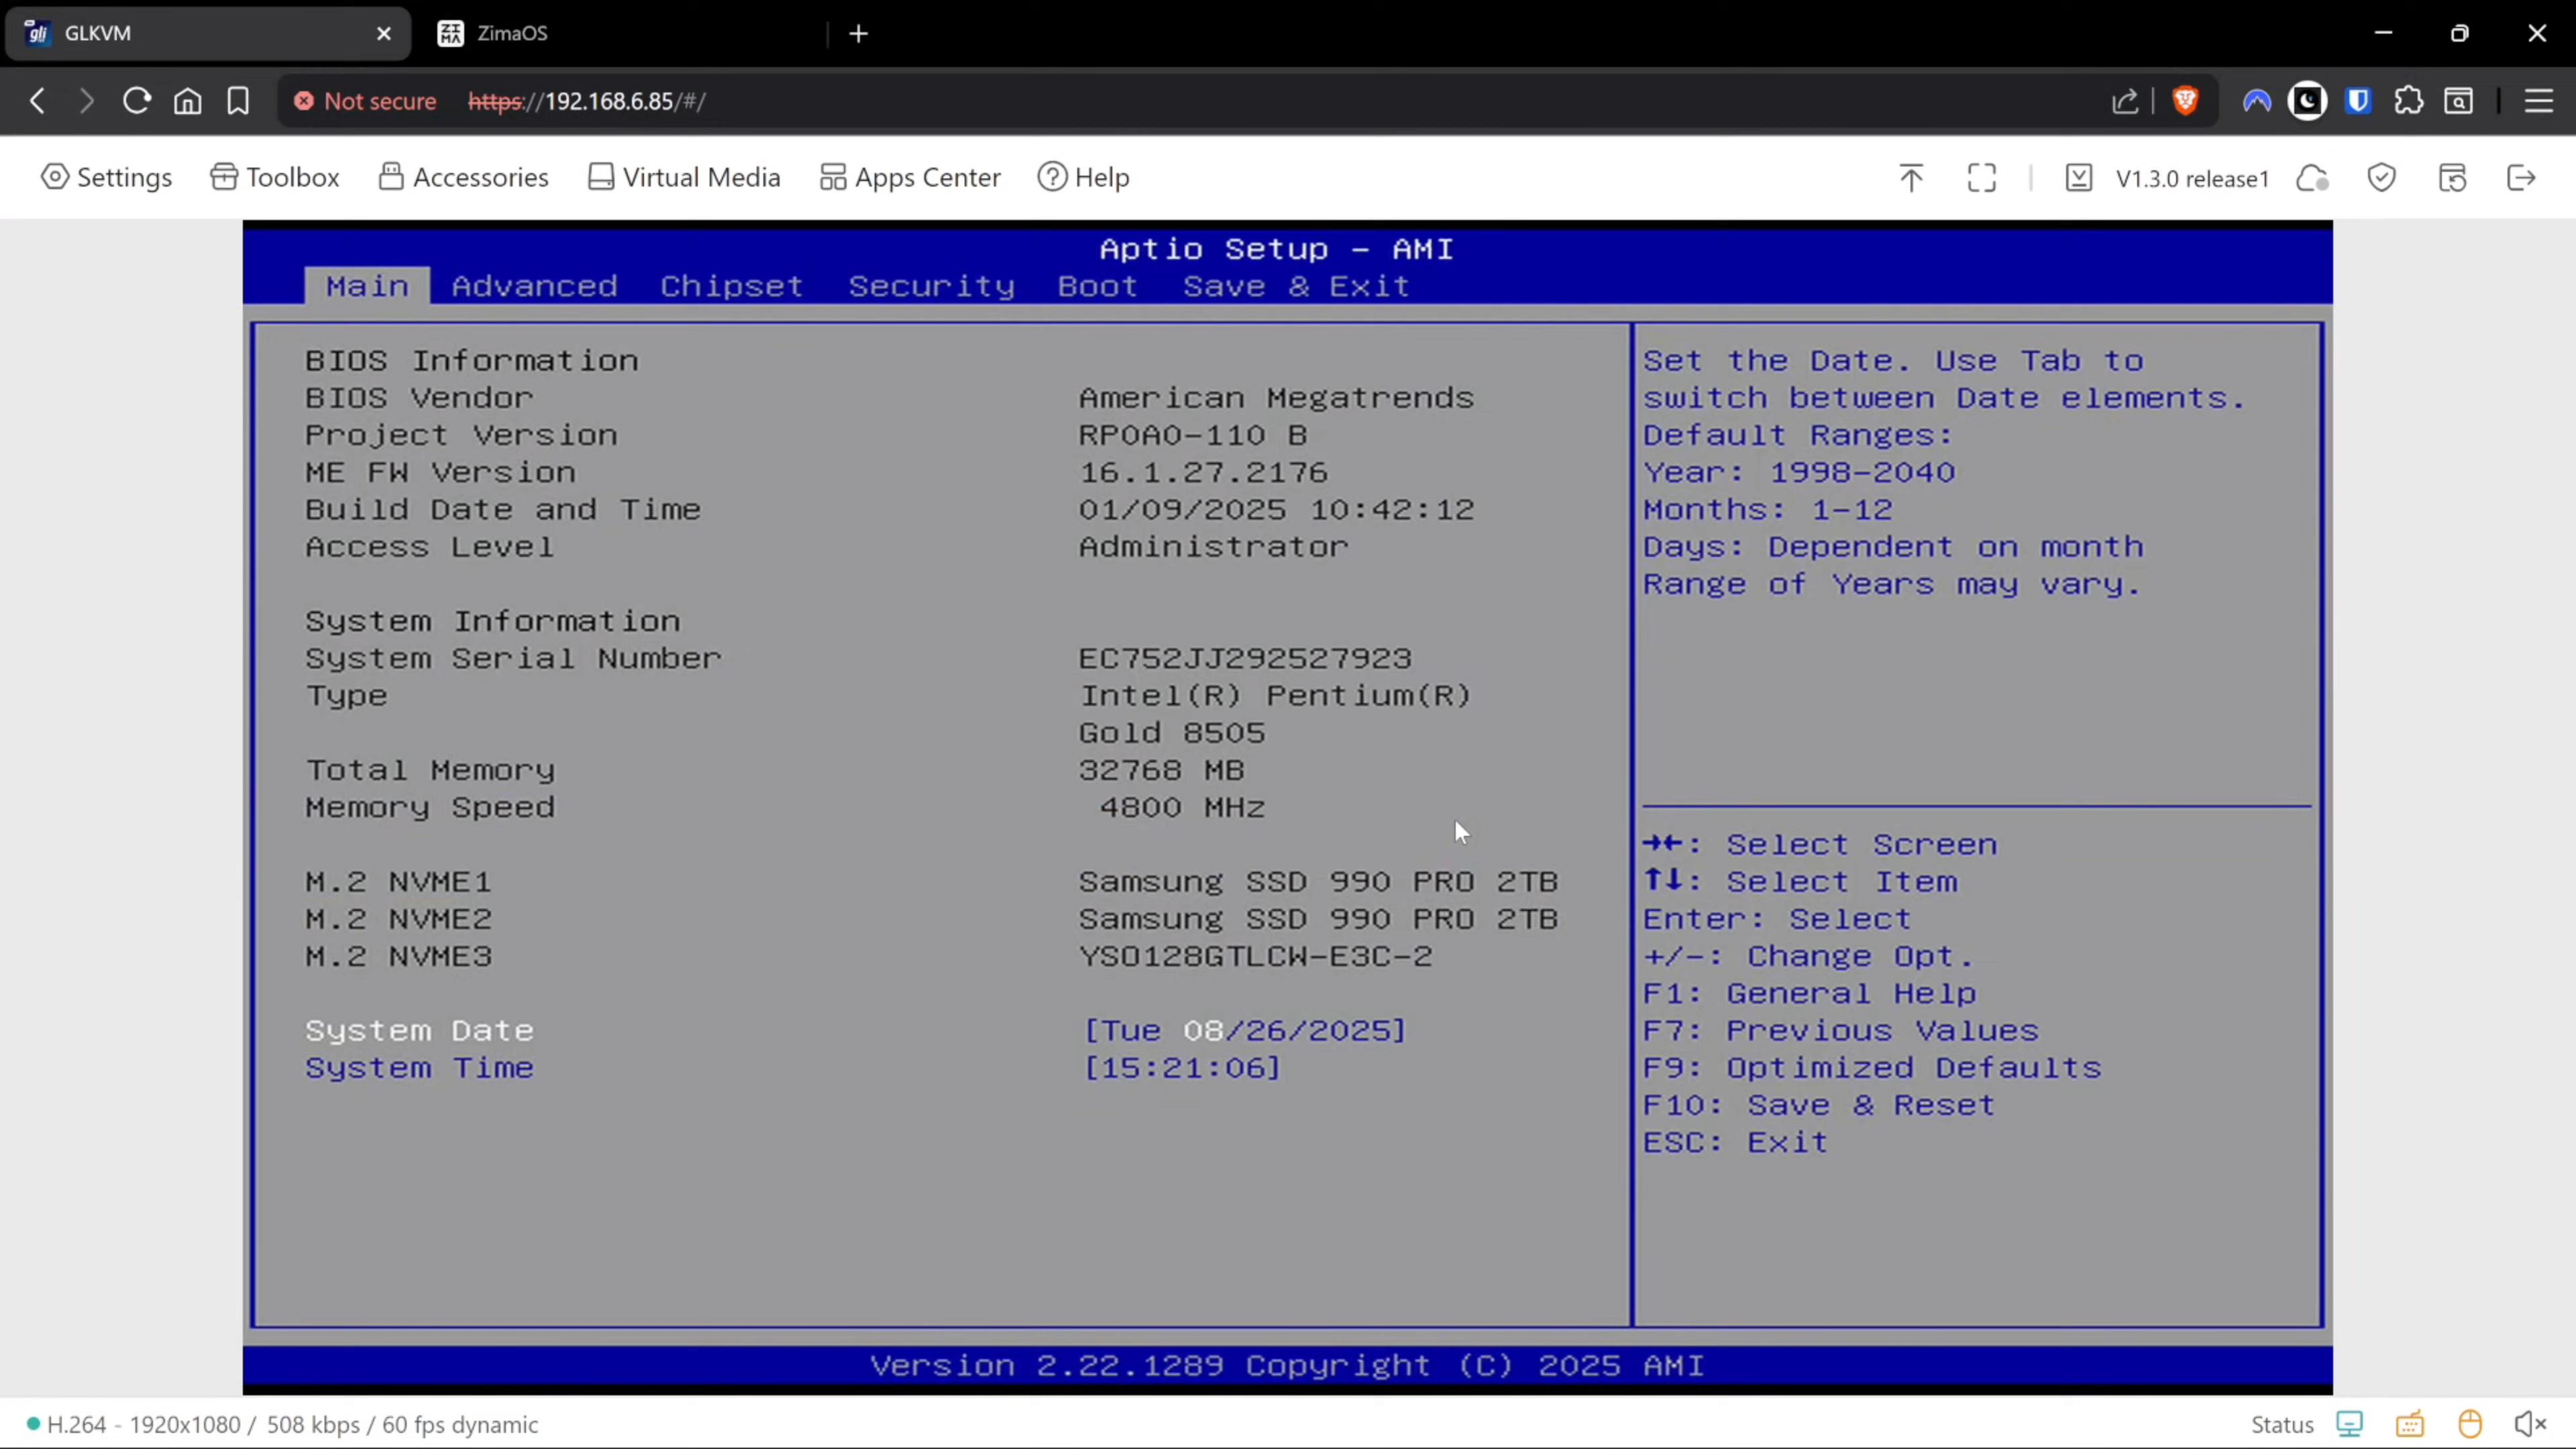 GLKVM
ZimaOS
Not secure https://192.168.6.85/#/
Settings Toolbox Accessories Virtual Media Apps Center Help V1.3.0 release1
Aptio Setup - AMI
Main Advanced Chipset Security Boot Save & Exit
BIOS Information
BIOS Vendor American Megatrends
Project Version RP0A0-110 B
ME FW Version 16.1.27.2176
Build Date and Time 01/09/2025 10:42:12
Access Level Administrator
System Information
System Serial Number EC752JJ292527923
Type Intel(R) Pentium(R)
Gold 8505
Total Memory 32768 MB
Memory Speed 4800 MHz
M.2 NVME1 Samsung SSD 990 PRO 2TB
M.2 NVME2 Samsung SSD 990 PRO 2TB
M.2 NVME3 YSO128GTLCW-E3C-2
System Date [Tue 08/26/2025]
System Time [15:21:06]
Set the Date. Use Tab to
switch between Date elements.
Default Ranges:
Year: 1998-2040
Months: 1-12
Days: Dependent on month
Range of Years may vary.
→←: Select Screen
↑↓: Select Item
Enter: Select
+/-: Change Opt.
F1: General Help
F7: Previous Values
F9: Optimized Defaults
F10: Save & Reset
ESC: Exit
Version 2.22.1289 Copyright (C) 2025 AMI
H.264 - 1920x1080 / 508 kbps / 60 fps dynamic
Status